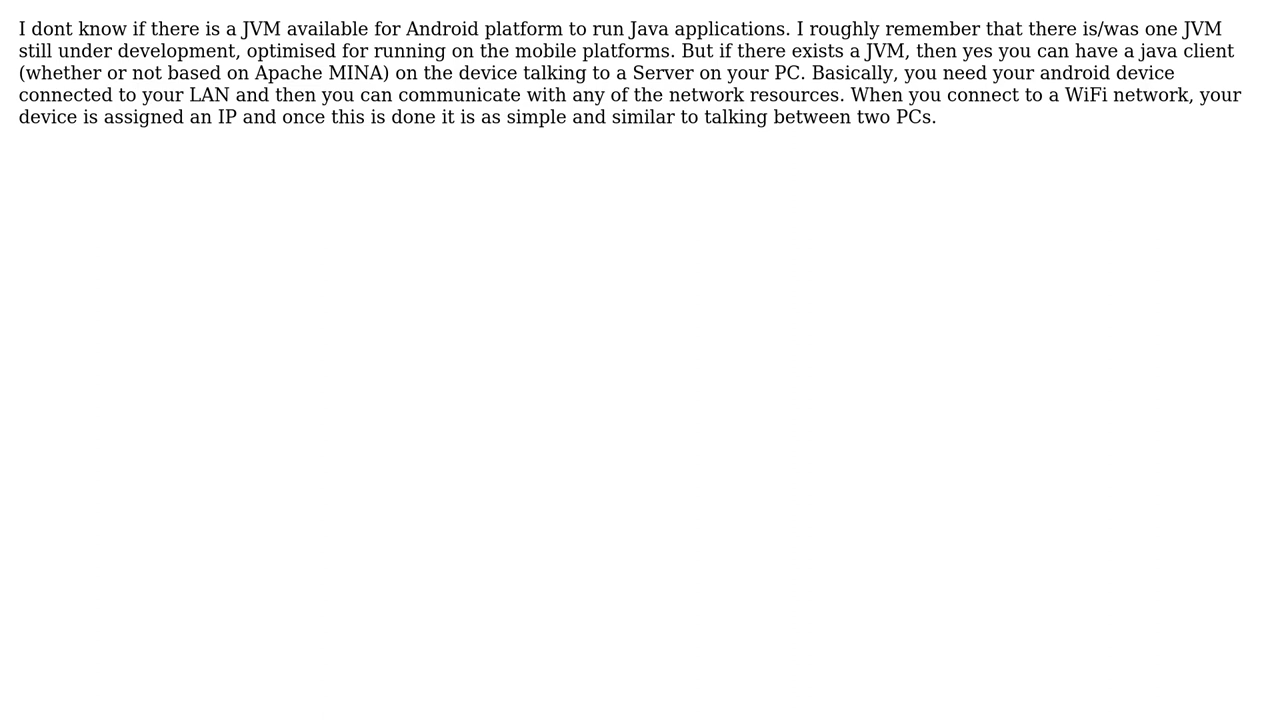 I dont know if there is a JVM available for Android platform to run Java applications. I roughly remember that there is/was one JVM
still under development, optimised for running on the mobile platforms. But if there exists a JVM, then yes you can have a java client
(whether or not based on Apache MINA) on the device talking to a Server on your PC. Basically, you need your android device
connected to your LAN and then you can communicate with any of the network resources. When you connect to a WiFi network, your
device is assigned an IP and once this is done it is as simple and similar to talking between two PCs.